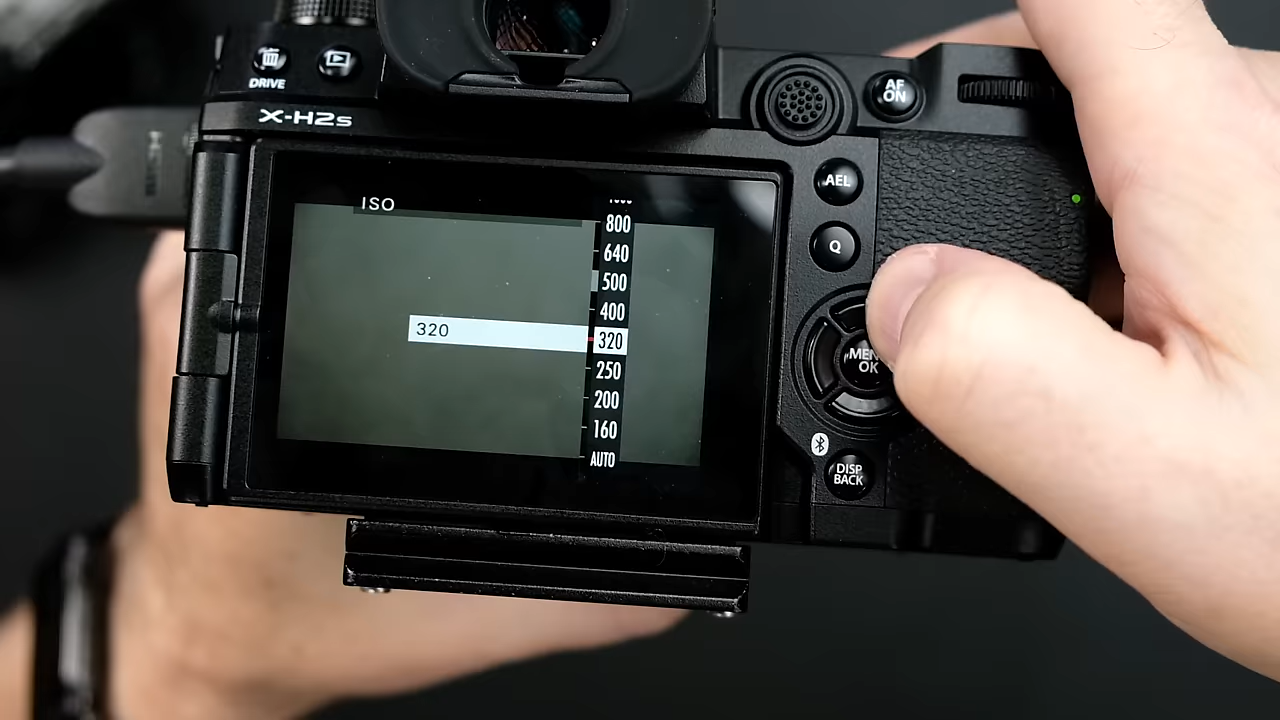 DRIVE
X-H2s
AF
ON
AEL
Q
ISO
800
640
500
400
320
320
250
200
160
AUTO
MEN
OK
DISP
BACK